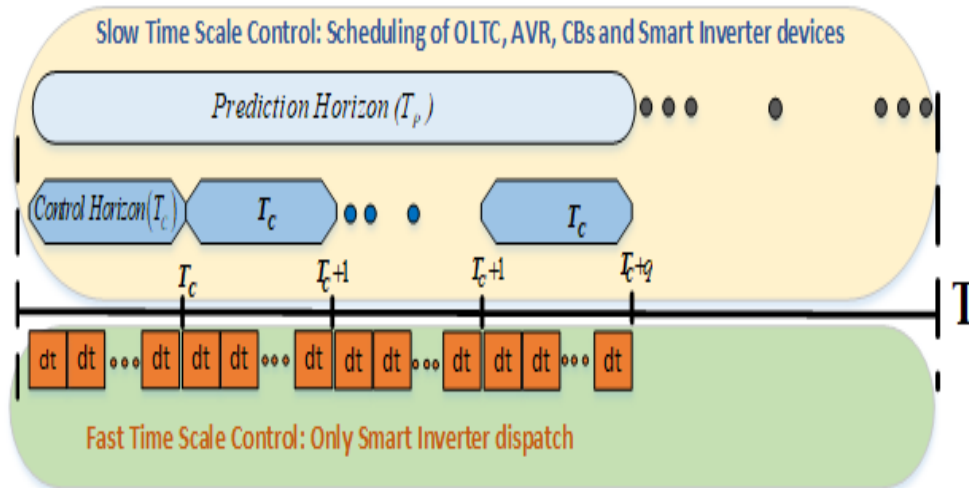 Slow Time Scale Control: Scheduling of OLTC, AVR, CBs and Smart Inverter devices
Prediction Horizon (T_P)
Control Horizon(T_C) T_C T_C
T_C T_C+1 T_C+1 T_C+q
T
dt dt dt dt dt dt dt dt dt dt dt dt
Fast Time Scale Control: Only Smart Inverter dispatch